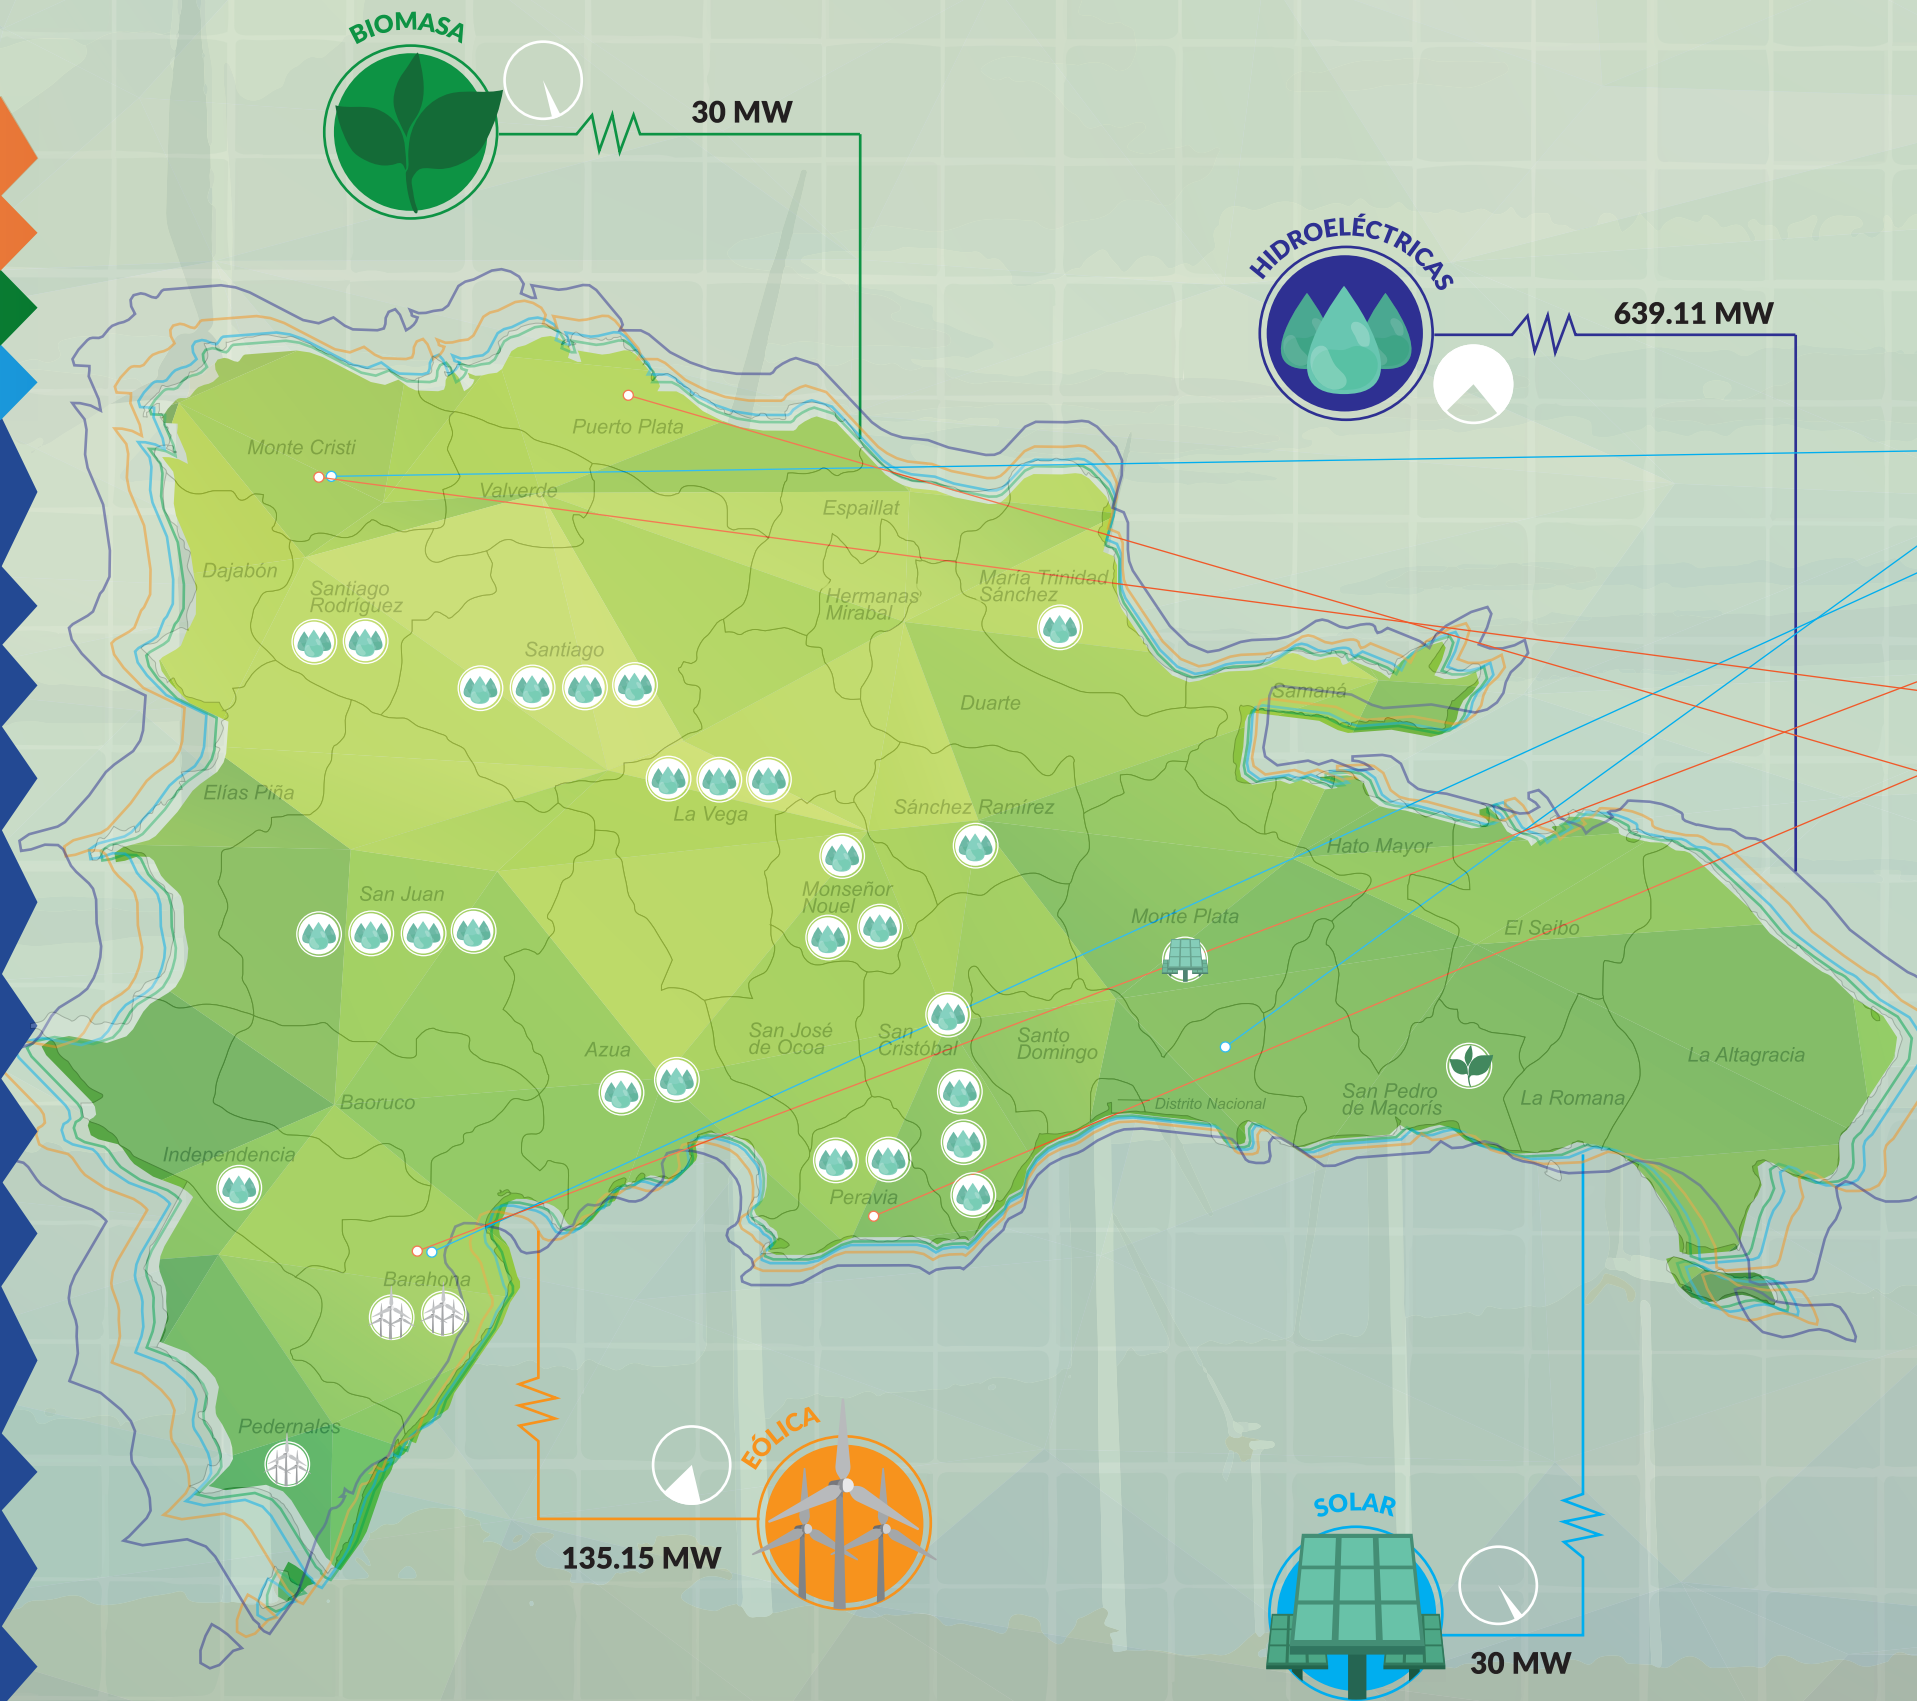 BIOMASA
30 MW
HIDROELÉCTRICAS
639.11 MW
Puerto Plata
Monte Cristi
Valverde
Espaillat
Dajabón
Santiago
Rodríguez
Hermanas
Mirabal
María Trinidad
Sánchez
Santiago
Samaná
Duarte
Elías Piña
La Vega
Sánchez Ramírez
Hato Mayor
San Juan
Monseñor
Nouel
Monte Plata
El Seibo
Azua
San José
de Ocoa
San
Cristóbal
Santo
Domingo
La Altagracia
Baoruco
Distrito Nacional
San Pedro
de Macorís
La Romana
Independencia
Peravia
Barahona
Pedernales
EÓLICA
135.15 MW
SOLAR
30 MW